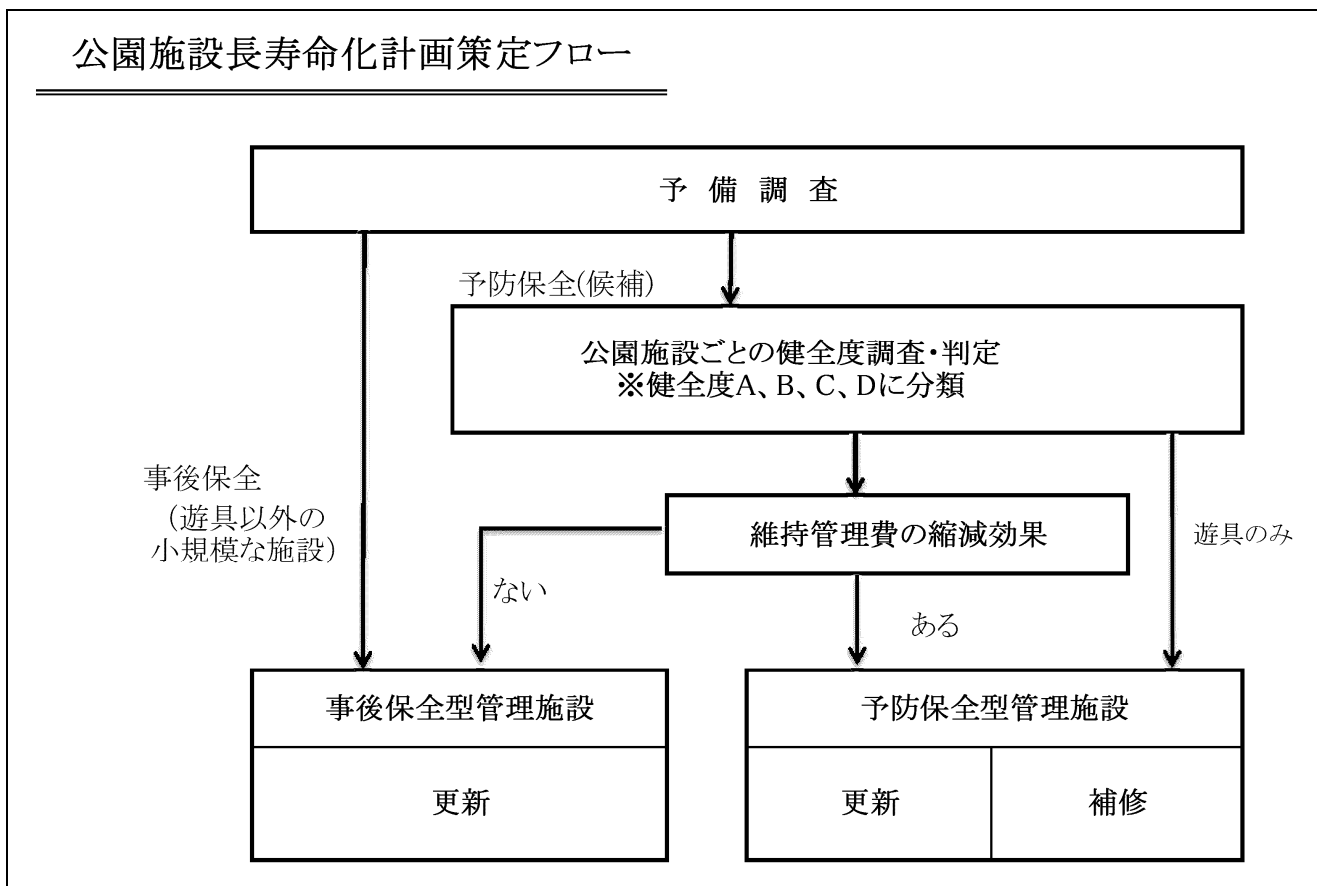 公園施設長寿命化計画策定フロー
予備調査
予防保全(候補)
公園施設ごとの健全度調査・判定
※健全度A、B、C、Dに分類
事後保全
（遊具以外の
小規模な施設）
維持管理費の縮減効果
遊具のみ
ない
ある
事後保全型管理施設
更新
予防保全型管理施設
更新
補修